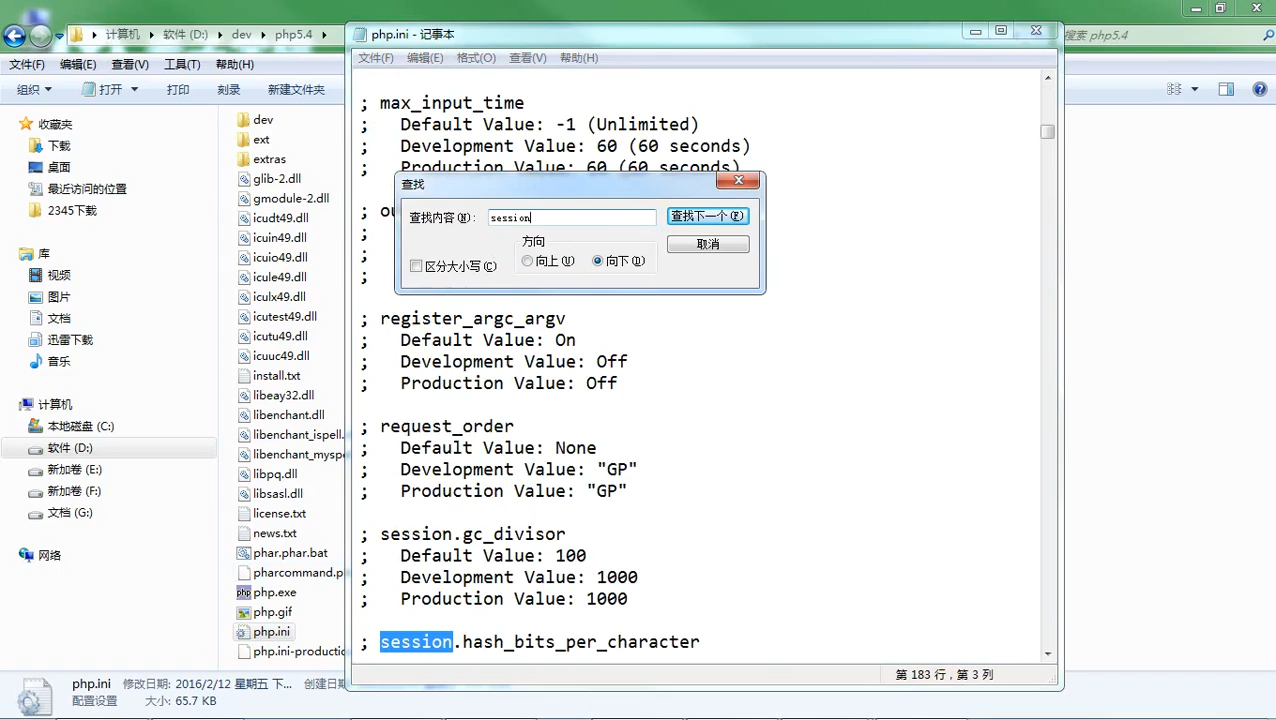 计算机 ▸ 软件 (D:) ▸ dev ▸ php5.4 ▸
搜索 php5.4
文件(F) 编辑(E) 查看(V) 工具(T) 帮助(H)
组织 打开 打印 刻录 新建文件夹
收藏夹
下载
桌面
最近访问的位置
2345下载
库
视频
图片
文档
迅雷下载
音乐
计算机
本地磁盘 (C:)
软件 (D:)
新加卷 (E:)
新加卷 (F:)
文档 (G:)
网络
dev
ext
extras
glib-2.dll
gmodule-2.dll
icudt49.dll
icuin49.dll
icuio49.dll
icule49.dll
iculx49.dll
icutest49.dll
icutu49.dll
icuuc49.dll
install.txt
libeay32.dll
libenchant.dll
libenchant_ispell.
libenchant_myspe
libpq.dll
libsasl.dll
license.txt
news.txt
phar.phar.bat
pharcommand.p
php.exe
php.gif
php.ini
php.ini-productio
php.ini - 记事本
文件(F) 编辑(E) 格式(O) 查看(V) 帮助(H)
; max_input_time
; Default Value: -1 (Unlimited)
; Development Value: 60 (60 seconds)
; Production Value: 60 (60 seconds)
; ou
;
;
;
查找
查找内容(N): session
查找下一个(F)
方向
取消
区分大小写(C) 向上(U) 向下(D)
; register_argc_argv
; Default Value: On
; Development Value: Off
; Production Value: Off
; request_order
; Default Value: None
; Development Value: "GP"
; Production Value: "GP"
; session.gc_divisor
; Default Value: 100
; Development Value: 1000
; Production Value: 1000
; session.hash_bits_per_character
第 183 行，第 3 列
php.ini 修改日期: 2016/2/12 星期五 下... 创建日期
配置设置 大小: 65.7 KB